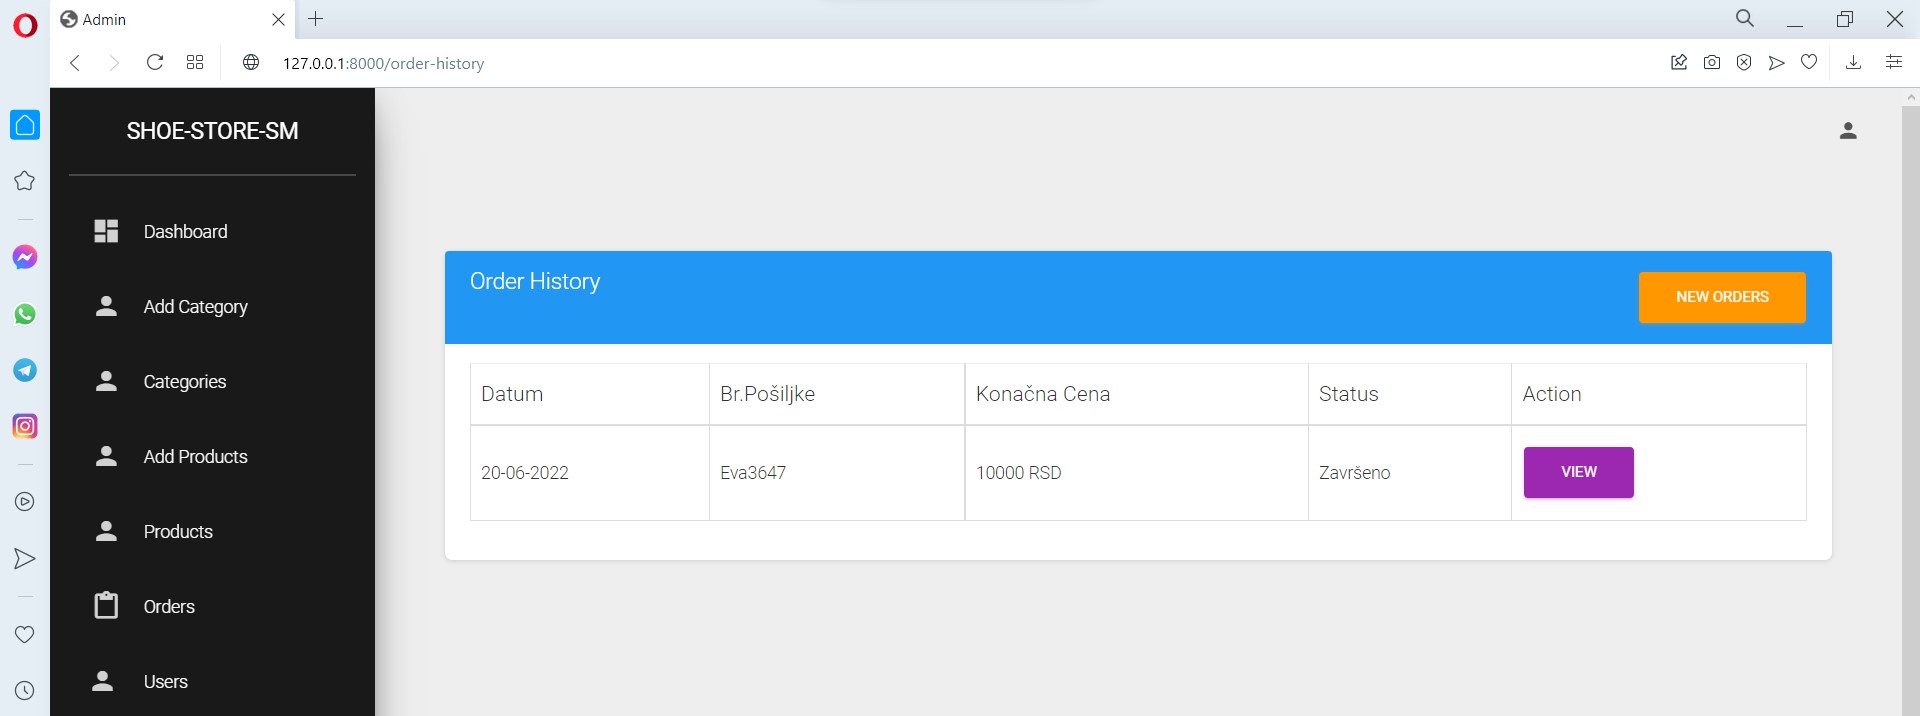 Admin
127.0.0.1:8000/order-history
SHOE-STORE-SM
Dashboard
Add Category
Categories
Add Products
Products
Orders
Users
Order History
NEW ORDERS
Datum Br.Pošiljke Konačna Cena Status Action
20-06-2022 Eva3647 10000 RSD Završeno VIEW